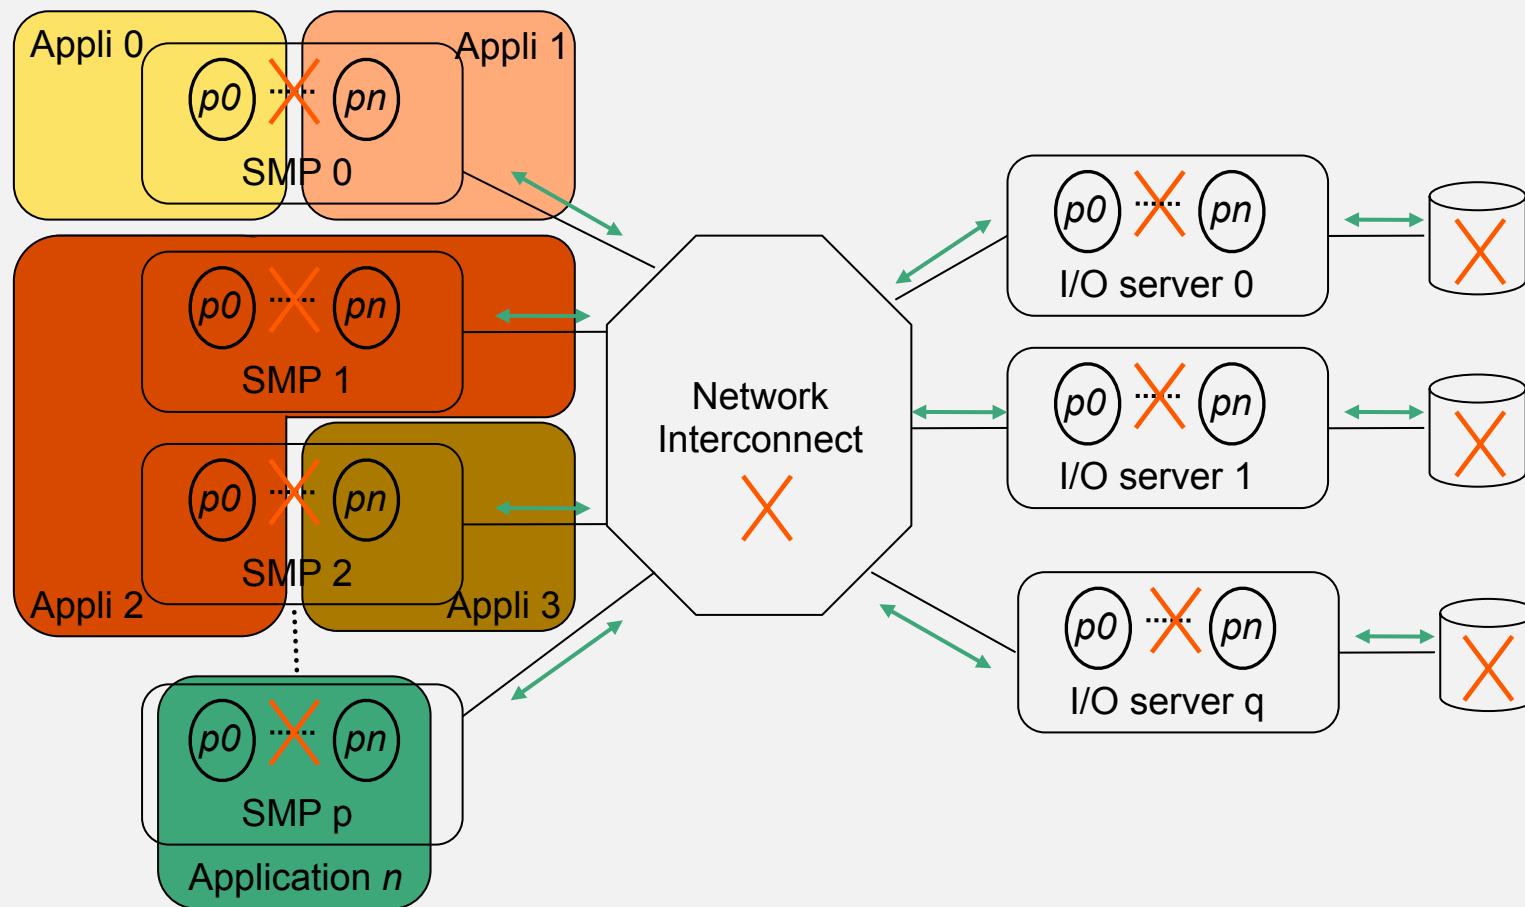 Appli 0
Appli 1
p0 ...... pn
SMP 0
p0 ...... pn
SMP 1
p0 ...... pn
SMP 2
Appli 2
Appli 3
p0 ...... pn
SMP p
Application n
Network
Interconnect
p0 ...... pn
I/O server 0
p0 ...... pn
I/O server 1
p0 ...... pn
I/O server q